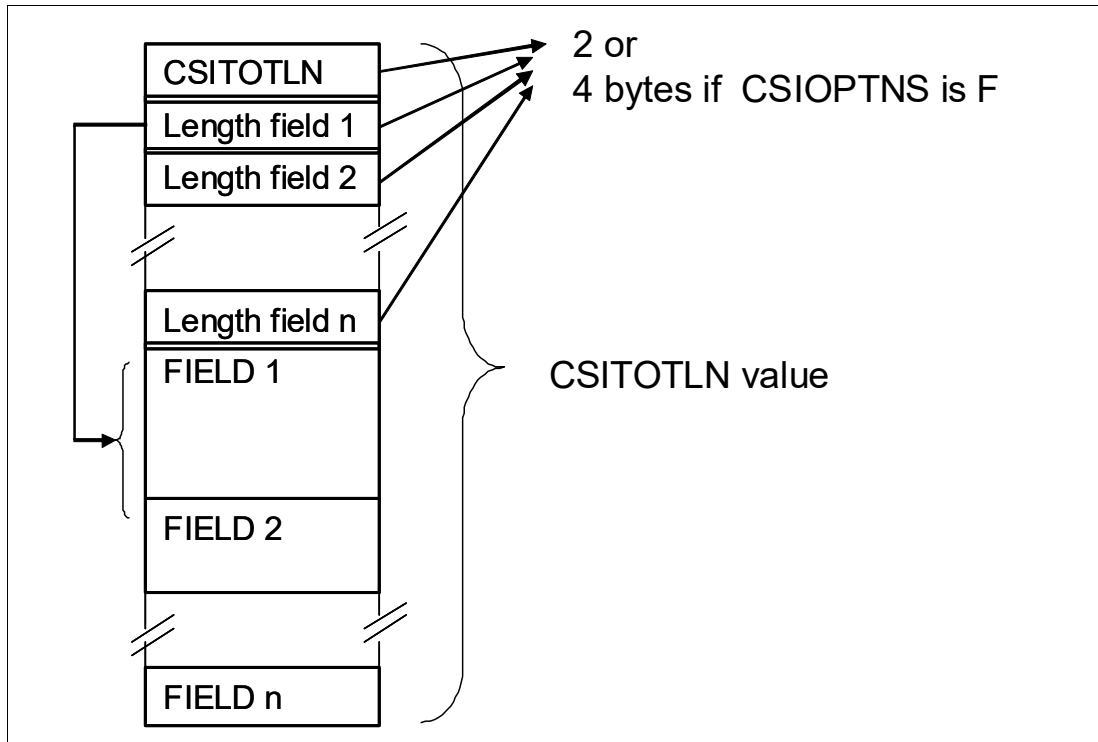 CSITOTLN
Length field 1
Length field 2
Length field n
FIELD 1
FIELD 2
FIELD n
2 or
4 bytes if CSIOPTNS is F
CSITOTLN value